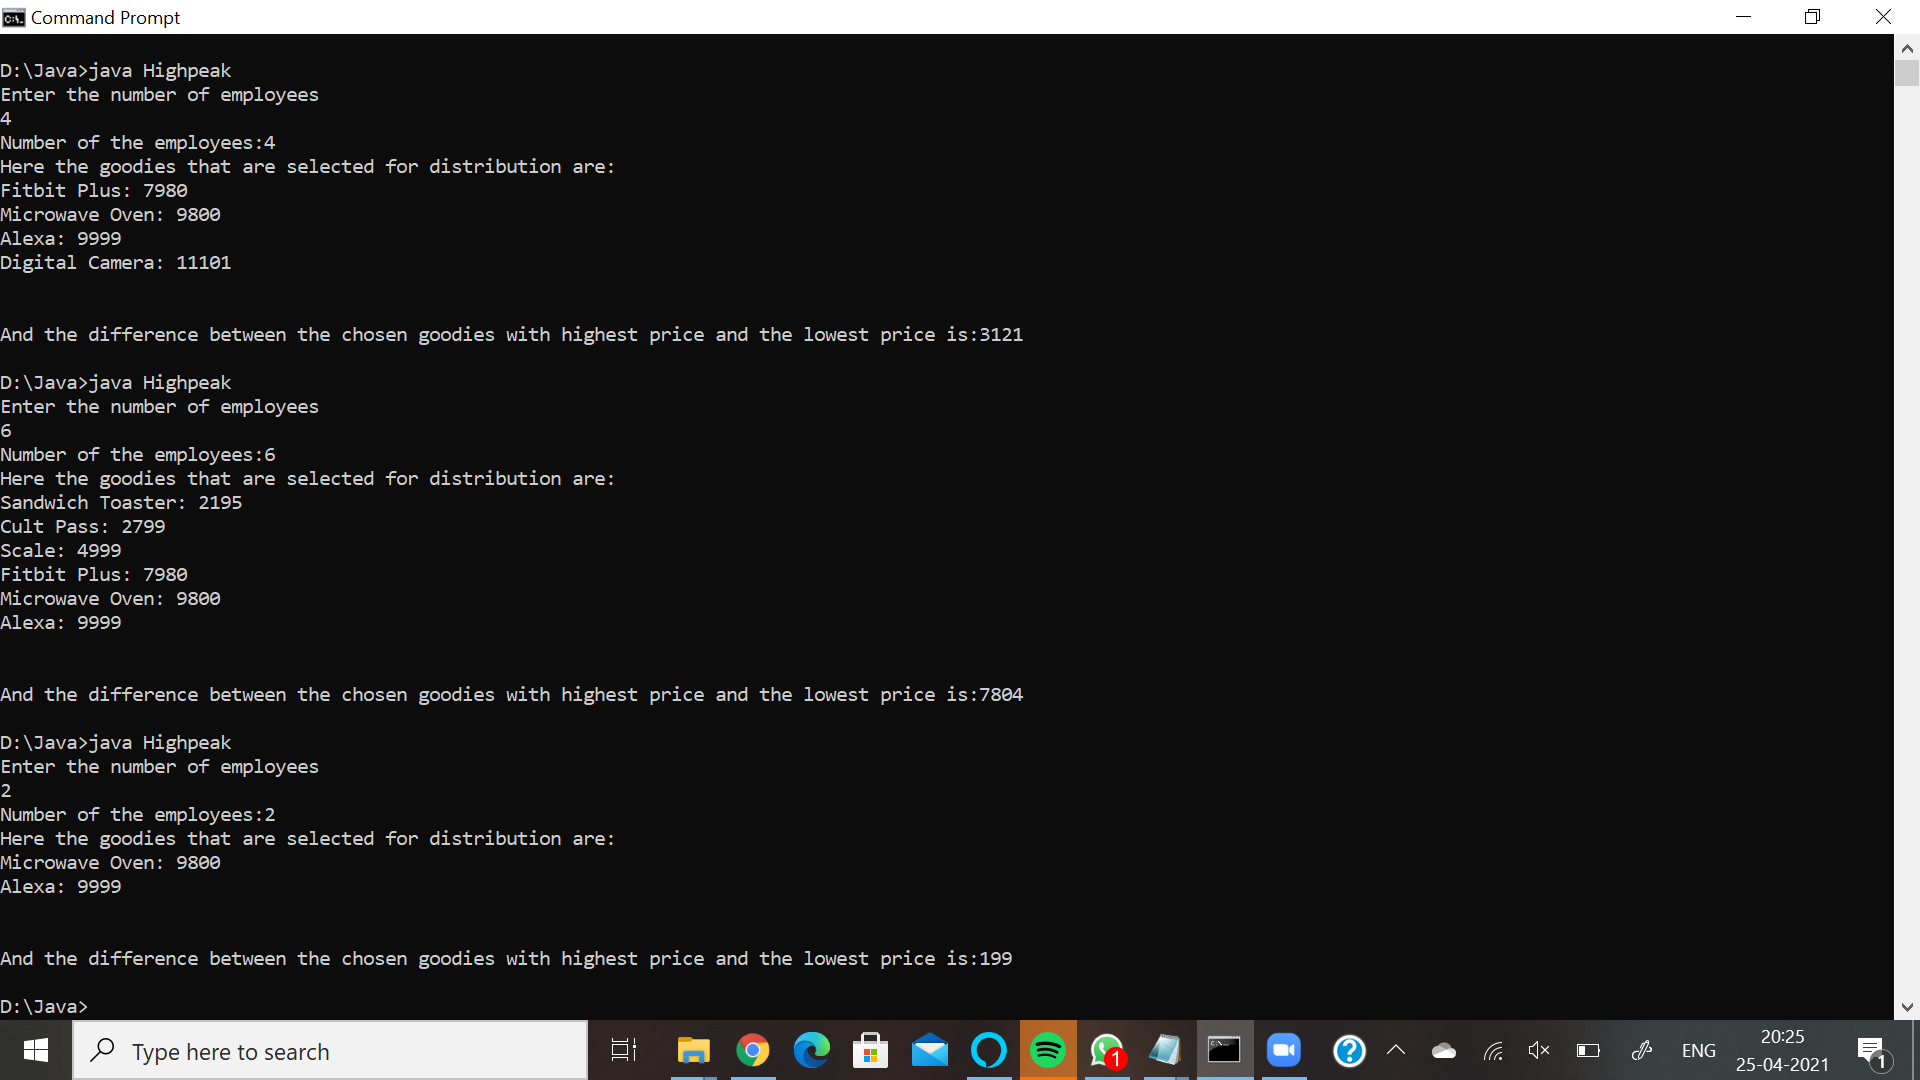 Command Prompt
D:\Java>java Highpeak
Enter the number of employees
4
Number of the employees:4
Here the goodies that are selected for distribution are:
Fitbit Plus: 7980
Microwave Oven: 9800
Alexa: 9999
Digital Camera: 11101
And the difference between the chosen goodies with highest price and the lowest price is:3121
D:\Java>java Highpeak
Enter the number of employees
6
Number of the employees:6
Here the goodies that are selected for distribution are:
Sandwich Toaster: 2195
Cult Pass: 2799
Scale: 4999
Fitbit Plus: 7980
Microwave Oven: 9800
Alexa: 9999
And the difference between the chosen goodies with highest price and the lowest price is:7804
D:\Java>java Highpeak
Enter the number of employees
2
Number of the employees:2
Here the goodies that are selected for distribution are:
Microwave Oven: 9800
Alexa: 9999
And the difference between the chosen goodies with highest price and the lowest price is:199
D:\Java>
Type here to search
1
ENG
20:25
25-04-2021
1